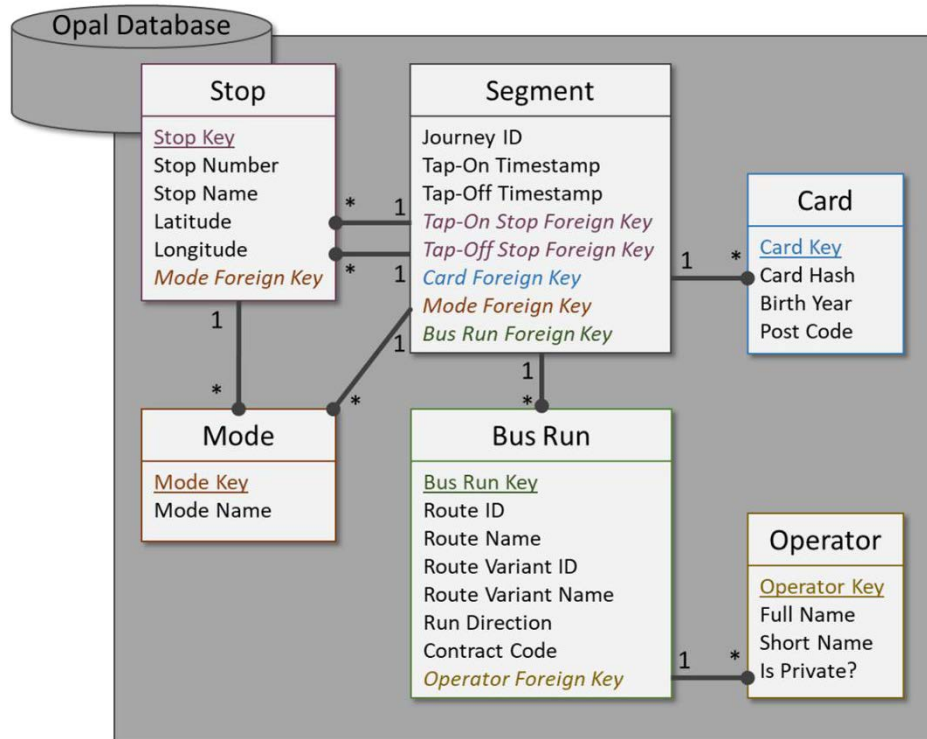 Opal Database
Stop
Stop Key
Stop Number
Stop Name
Latitude
Longitude
Mode Foreign Key
Segment
Journey ID
Tap-On Timestamp
Tap-Off Timestamp
Tap-On Stop Foreign Key
Tap-Off Stop Foreign Key
Card Foreign Key
Mode Foreign Key
Bus Run Foreign Key
Card
Card Key
Card Hash
Birth Year
Post Code
* 1
* 1
1 *
1 *
1 *
1 *
Mode
Mode Key
Mode Name
Bus Run
Bus Run Key
Route ID
Route Name
Route Variant ID
Route Variant Name
Run Direction
Contract Code
Operator Foreign Key
1 *
Operator
Operator Key
Full Name
Short Name
Is Private?